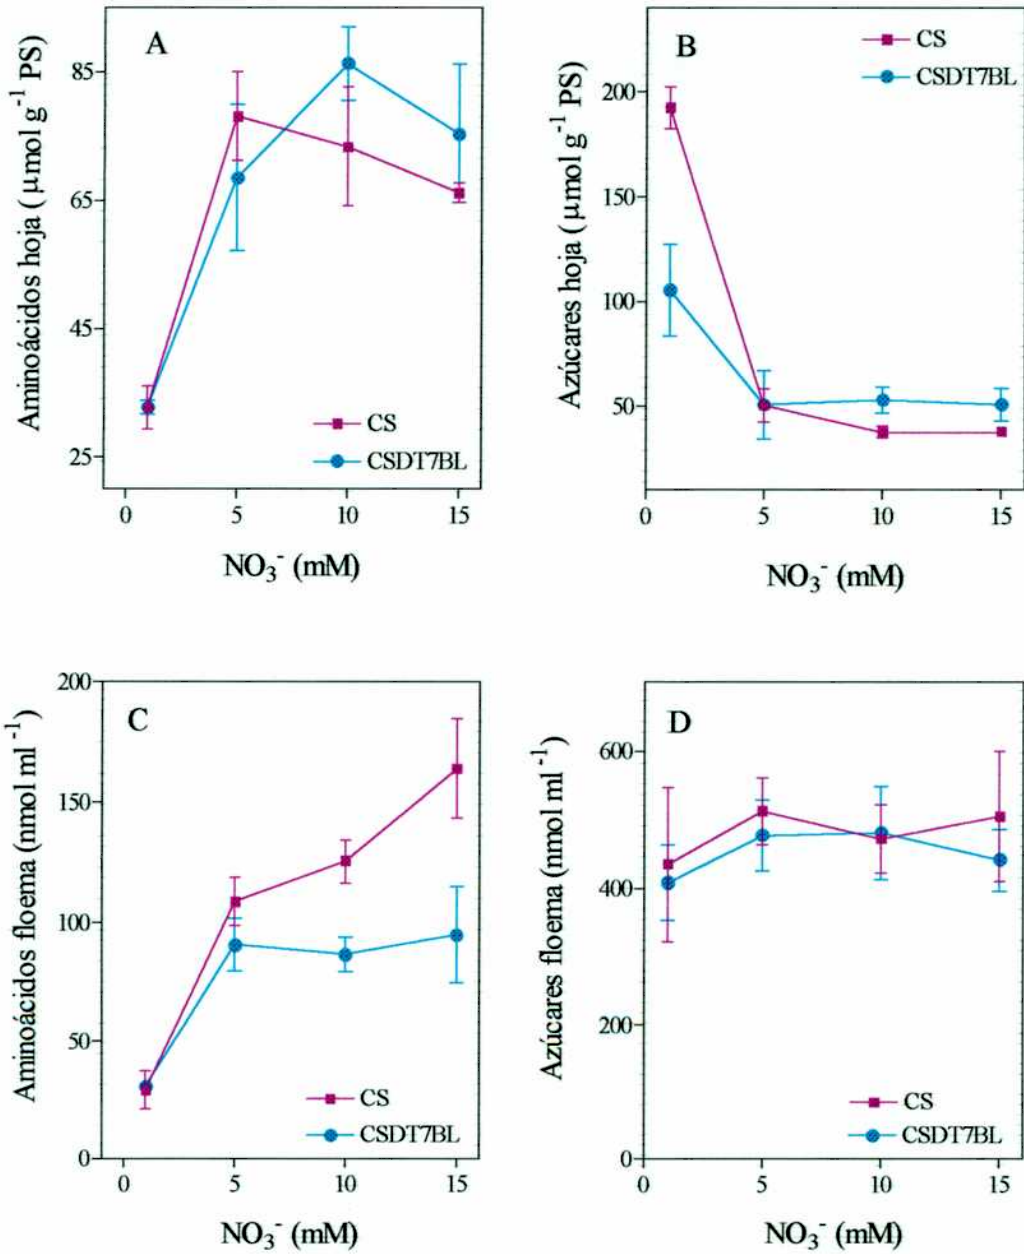 A
Aminoácidos hoja (μmol g⁻¹ PS)
85
65
45
25
CS
CSDT7BL
0 5 10 15
NO₃⁻ (mM)
B
CS
CSDT7BL
Azúcares hoja (μmol g⁻¹ PS)
200
150
100
50
0 5 10 15
NO₃⁻ (mM)
C
Aminoácidos floema (nmol ml⁻¹)
200
150
100
50
0
CS
CSDT7BL
0 5 10 15
NO₃⁻ (mM)
D
Azúcares floema (nmol ml⁻¹)
600
400
200
0
CS
CSDT7BL
0 5 10 15
NO₃⁻ (mM)